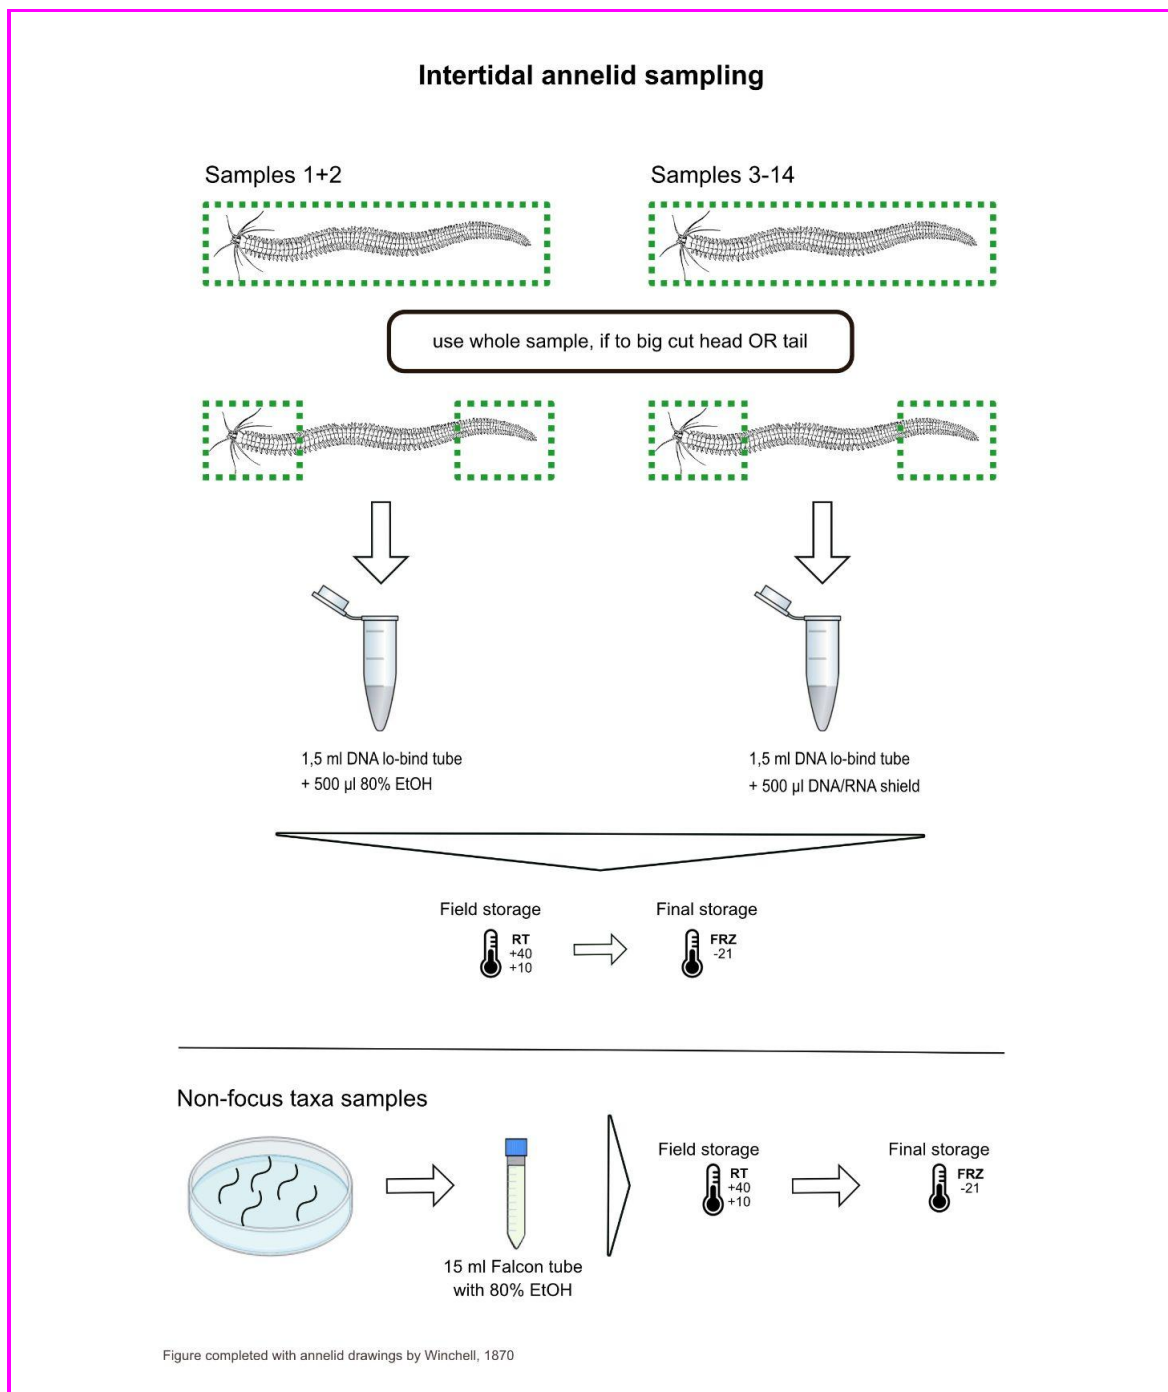 Intertidal annelid sampling
Samples 1+2
Samples 3-14
use whole sample, if to big cut head OR tail
1,5 ml DNA lo-bind tube
+ 500 µl 80% EtOH
1,5 ml DNA lo-bind tube
+ 500 µl DNA/RNA shield
Field storage
RT
+40
+10
Final storage
FRZ
-21
Non-focus taxa samples
15 ml Falcon tube
with 80% EtOH
Field storage
RT
+40
+10
Final storage
FRZ
-21
Figure completed with annelid drawings by Winchell, 1870